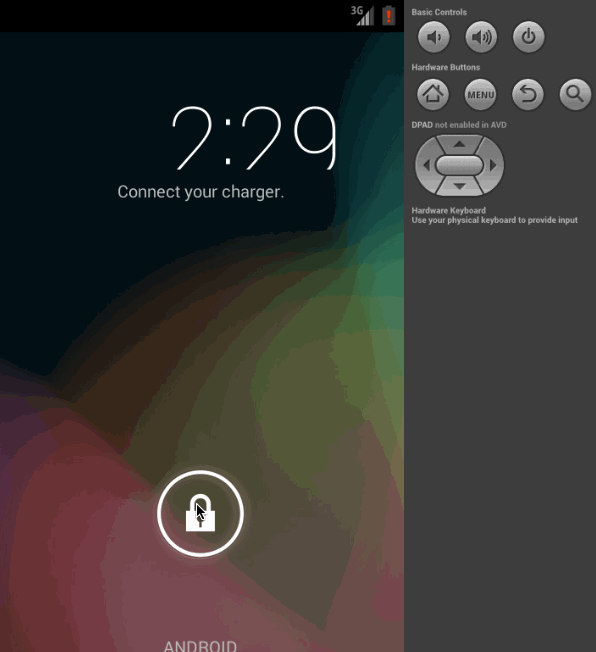 3G
2:29
Connect your charger.
ANDROID
Basic Controls
Hardware Buttons
MENU
DPAD not enabled in AVD
Hardware Keyboard
Use your physical keyboard to provide input